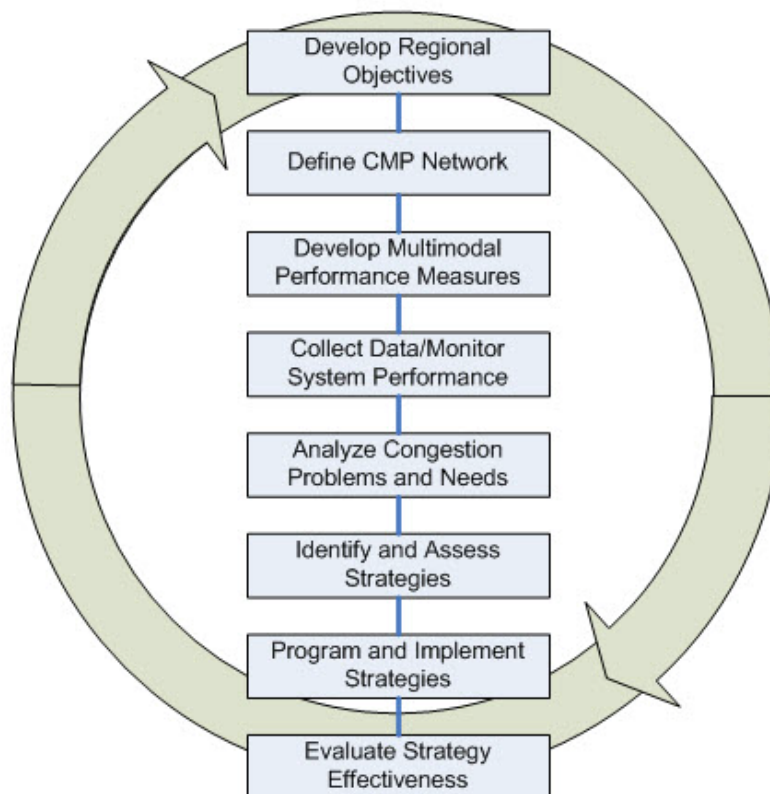 Develop Regional
Objectives
Define CMP Network
Develop Multimodal
Performance Measures
Collect Data/Monitor
System Performance
Analyze Congestion
Problems and Needs
Identify and Assess
Strategies
Program and Implement
Strategies
Evaluate Strategy
Effectiveness